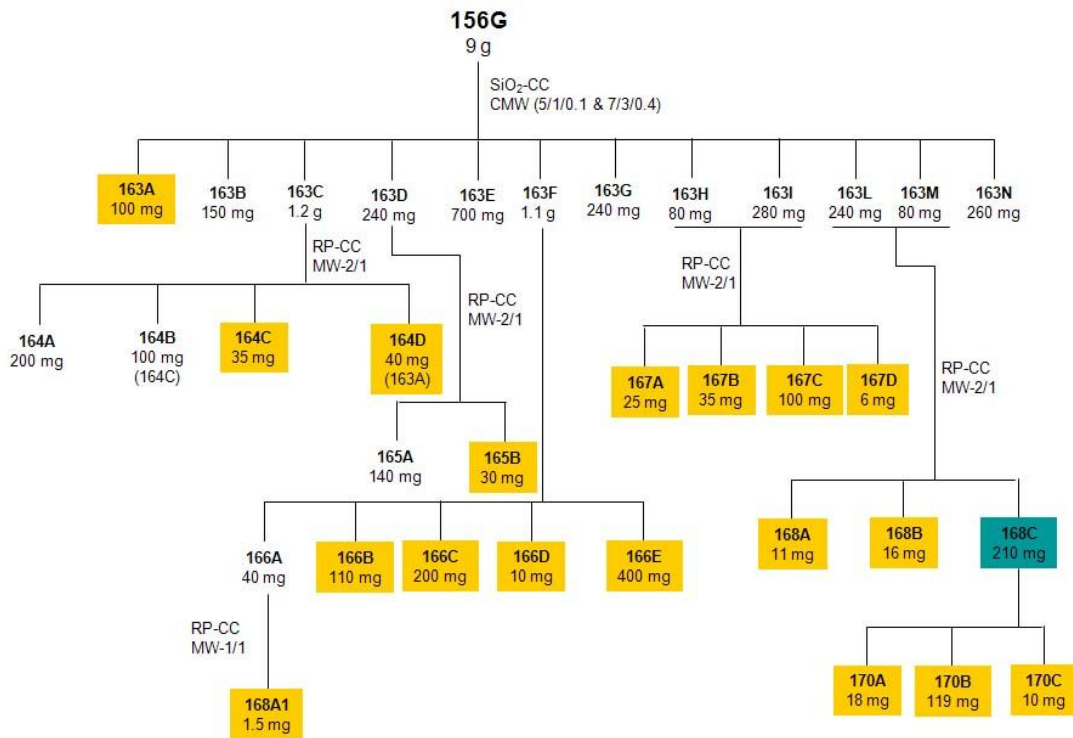 156G
9 g
SiO₂-CC
CMW (5/1/0.1 & 7/3/0.4)
163A
100 mg
163B
150 mg
163C
1.2 g
163D
240 mg
163E
700 mg
163F
1.1 g
163G
240 mg
163H
80 mg
163I
280 mg
163L
240 mg
163M
80 mg
163N
260 mg
RP-CC
MW-2/1
RP-CC
MW-2/1
RP-CC
MW-2/1
RP-CC
MW-2/1
164A
200 mg
164B
100 mg
(164C)
164C
35 mg
164D
40 mg
(163A)
167A
25 mg
167B
35 mg
167C
100 mg
167D
6 mg
165A
140 mg
165B
30 mg
166A
40 mg
166B
110 mg
166C
200 mg
166D
10 mg
166E
400 mg
168A
11 mg
168B
16 mg
168C
210 mg
RP-CC
MW-1/1
168A1
1.5 mg
170A
18 mg
170B
119 mg
170C
10 mg